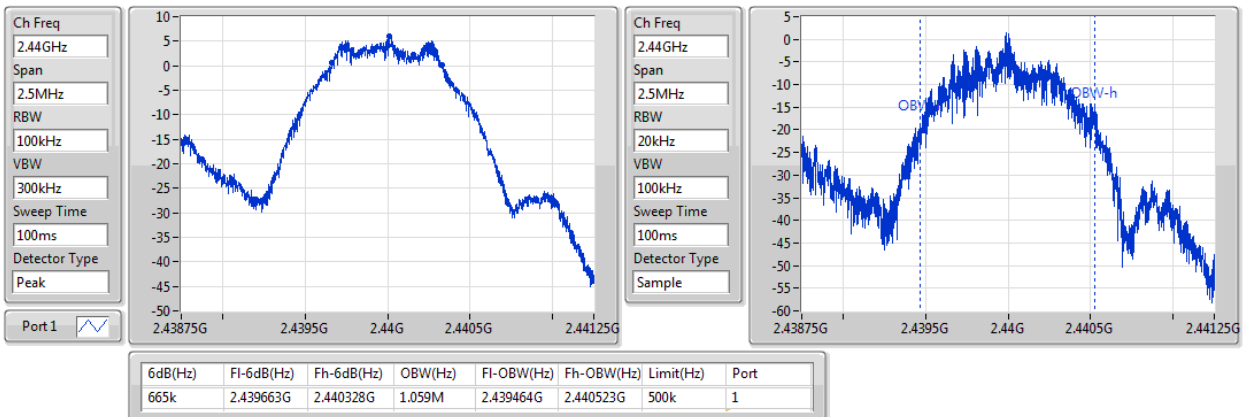 Ch Freq
2.44GHz
Span
2.5MHz
RBW
100kHz
VBW
300kHz
Sweep Time
100ms
Detector Type
Peak
Port 1
10
5
0
-5
-10
-15
-20
-25
-30
-35
-40
-45
-50
2.43875G 2.4395G 2.44G 2.4405G 2.44125G
Ch Freq
2.44GHz
Span
2.5MHz
RBW
20kHz
VBW
100kHz
Sweep Time
100ms
Detector Type
Sample
5
0
-5
-10
-15
-20
-25
-30
-35
-40
-45
-50
-55
-60
OBW-h
2.43875G 2.4395G 2.44G 2.4405G 2.44125G
6dB(Hz) Fl-6dB(Hz) Fh-6dB(Hz) OBW(Hz) Fl-OBW(Hz) Fh-OBW(Hz) Limit(Hz) Port
665k 2.439663G 2.440328G 1.059M 2.439464G 2.440523G 500k 1